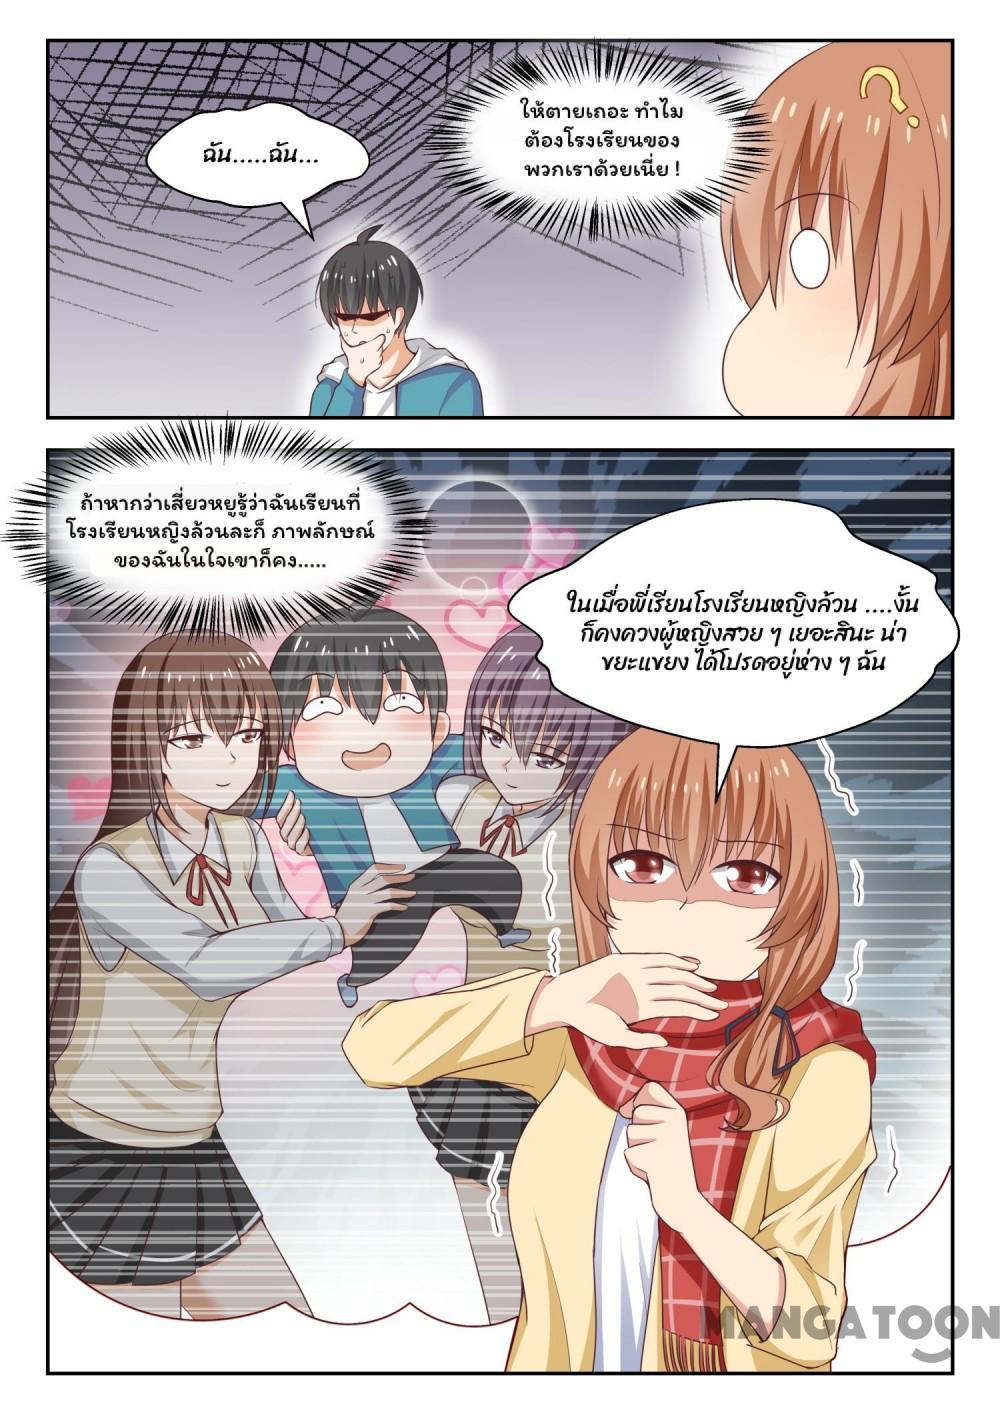 ให้ตายเถอะ ทำไม
ต้องโรงเรียนของ
พวกเราด้วยเนี่ย !
ฉัน.....ฉัน...
ถ้าหากว่าเสี่ยวหยูรู้ว่าฉันเรียนที่
โรงเรียนหญิงล้วนละก็ ภาพลักษณ์
ของฉันในใจเขาก็คง.....
ในเมื่อพี่เรียนโรงเรียนหญิงล้วน ....งั้น
ก็คงควงผู้หญิงสวย ๆ เยอะสินะ น่า
ขยะแขยง ได้โปรดอยู่ห่าง ๆ ฉัน
MANGATOON